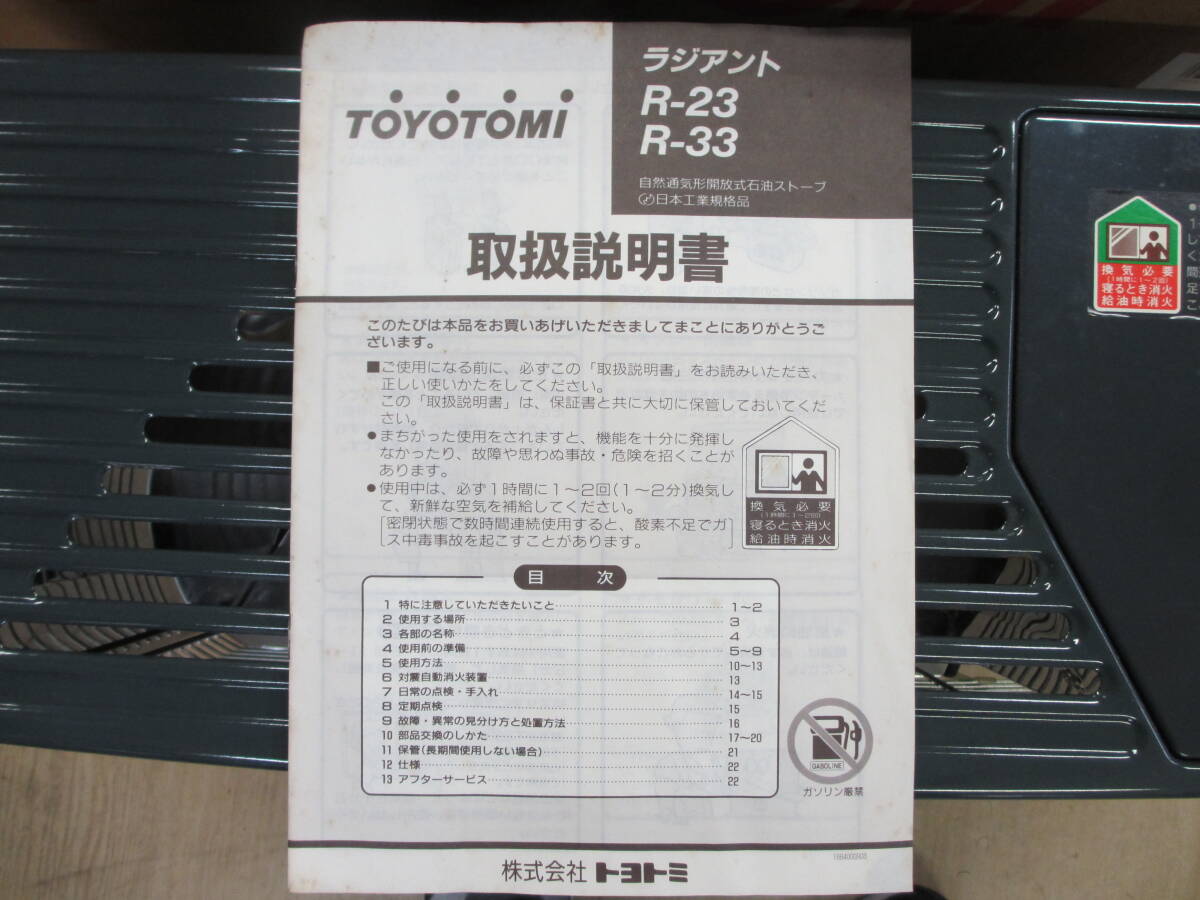 TOYOTOMI
ラジアント
R-23
R-33
自然通気形開放式石油ストーブ
日本工業規格品
取扱説明書
このたびは本品をお買いあげいただきましてまことにありがとうご
ざいます。
■ご使用になる前に、必ずこの「取扱説明書」をお読みいただき、
正しい使いかたをしてください。
この「取扱説明書」は、保証書と共に大切に保管しておいてくだ
さい。
●まちがった使用をされますと、機能を十分に発揮し
なかったり、故障や思わぬ事故・危険を招くことが
あります。
●使用中は、必ず1時間に1〜2回(1〜2分)換気し
て、新鮮な空気を補給してください。
[密閉状態で数時間連続使用すると、酸素不足でガ
ス中毒事故を起こすことがあります。]
換気必要
(1時間に1〜2回)
寝るとき消火
給油時消火
目次
1 特に注意していただきたいこと 1〜2
2 使用する場所 3
3 各部の名称 4
4 使用前の準備 5〜9
5 使用方法 10〜13
6 対震自動消火装置 13
7 日常の点検・手入れ 14〜15
8 定期点検 15
9 故障・異常の見分け方と処置方法 16
10 部品交換のしかた 17〜20
11 保管(長期間使用しない場合) 21
12 仕様 22
13 アフターサービス 22
GASOLINE
ガソリン厳禁
株式会社 トヨトミ
換気必要
(1時間に1〜2回)
寝るとき消火
給油時消火
●
1
し
く
間
足
こ